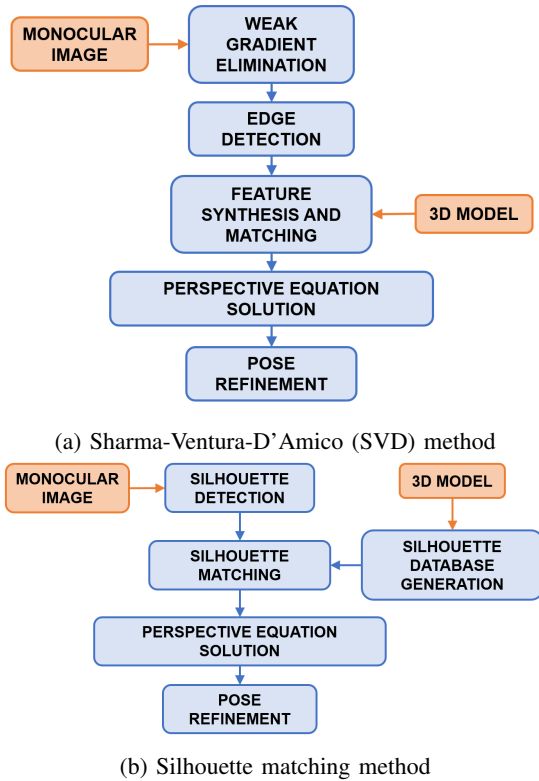 MONOCULAR
IMAGE
WEAK
GRADIENT
ELIMINATION
EDGE
DETECTION
FEATURE
SYNTHESIS AND
MATCHING
3D MODEL
PERSPECTIVE EQUATION
SOLUTION
POSE
REFINEMENT
(a) Sharma-Ventura-D'Amico (SVD) method
MONOCULAR
IMAGE
SILHOUETTE
DETECTION
3D MODEL
SILHOUETTE
MATCHING
SILHOUETTE
DATABASE
GENERATION
PERSPECTIVE EQUATION
SOLUTION
POSE
REFINEMENT
(b) Silhouette matching method